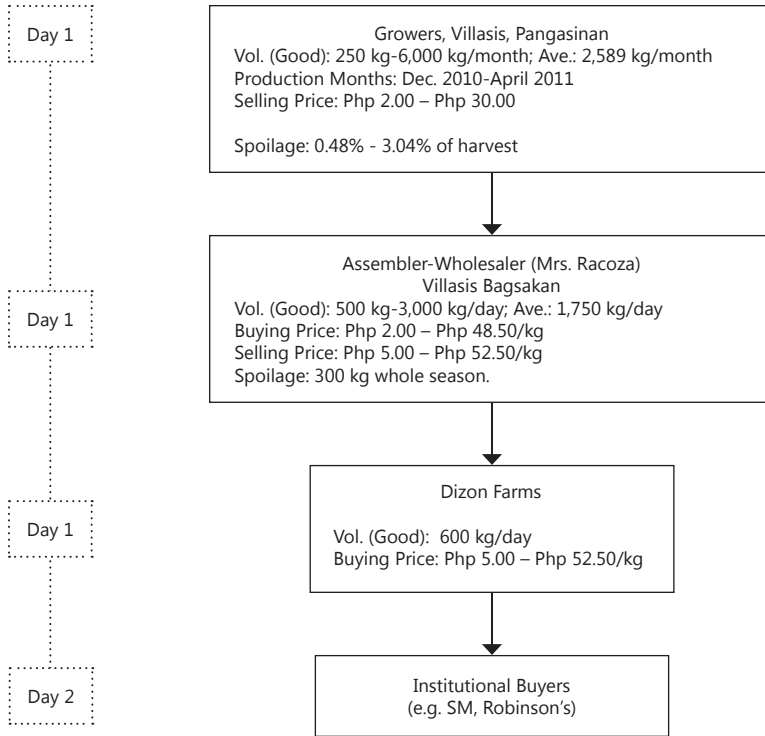 Day 1
Growers, Villasis, Pangasinan
Vol. (Good): 250 kg-6,000 kg/month; Ave.: 2,589 kg/month
Production Months: Dec. 2010-April 2011
Selling Price: Php 2.00 – Php 30.00
Spoilage: 0.48% - 3.04% of harvest
Day 1
Assembler-Wholesaler (Mrs. Racoza)
Villasis Bagsakan
Vol. (Good): 500 kg-3,000 kg/day; Ave.: 1,750 kg/day
Buying Price: Php 2.00 – Php 48.50/kg
Selling Price: Php 5.00 – Php 52.50/kg
Spoilage: 300 kg whole season.
Day 1
Dizon Farms
Vol. (Good):  600 kg/day
Buying Price: Php 5.00 – Php 52.50/kg
Day 2
Institutional Buyers
(e.g. SM, Robinson’s)